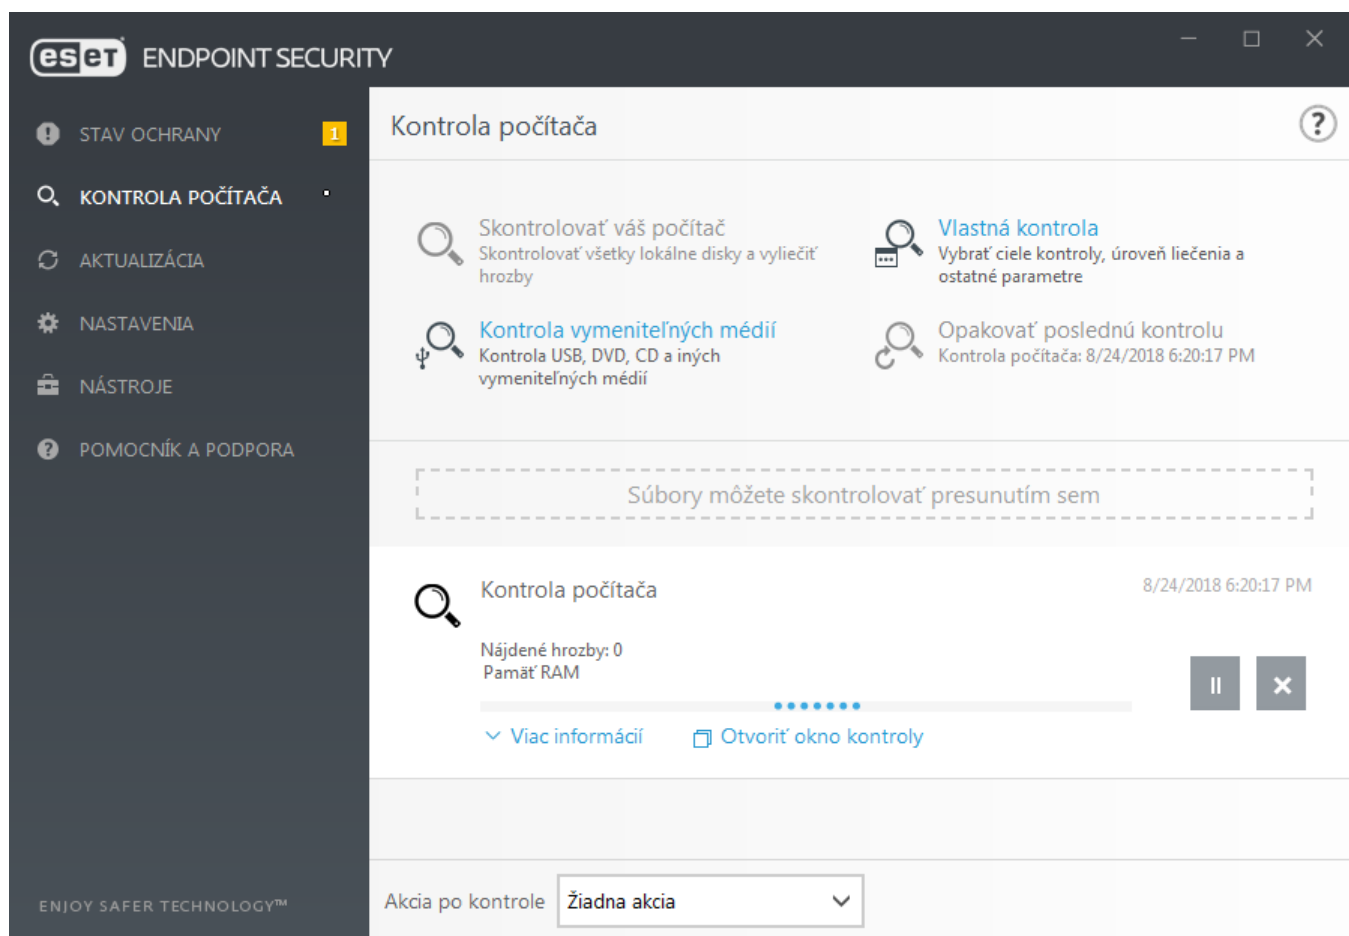 eset ENDPOINT SECURITY
STAV OCHRANY 1
KONTROLA POČÍTAČA
AKTUALIZÁCIA
NASTAVENIA
NÁSTROJE
POMOCNÍK A PODPORA
ENJOY SAFER TECHNOLOGY™
Kontrola počítača
?
Skontrolovať váš počítač
Skontrolovať všetky lokálne disky a vyliečiť
hrozby
Vlastná kontrola
Vybrať ciele kontroly, úroveň liečenia a
ostatné parametre
Kontrola vymeniteľných médií
Kontrola USB, DVD, CD a iných
vymeniteľných médií
Opakovať poslednú kontrolu
Kontrola počítača: 8/24/2018 6:20:17 PM
Súbory môžete skontrolovať presunutím sem
Kontrola počítača
8/24/2018 6:20:17 PM
Nájdené hrozby: 0
Pamäť RAM
Viac informácií
Otvoriť okno kontroly
Akcia po kontrole
Žiadna akcia